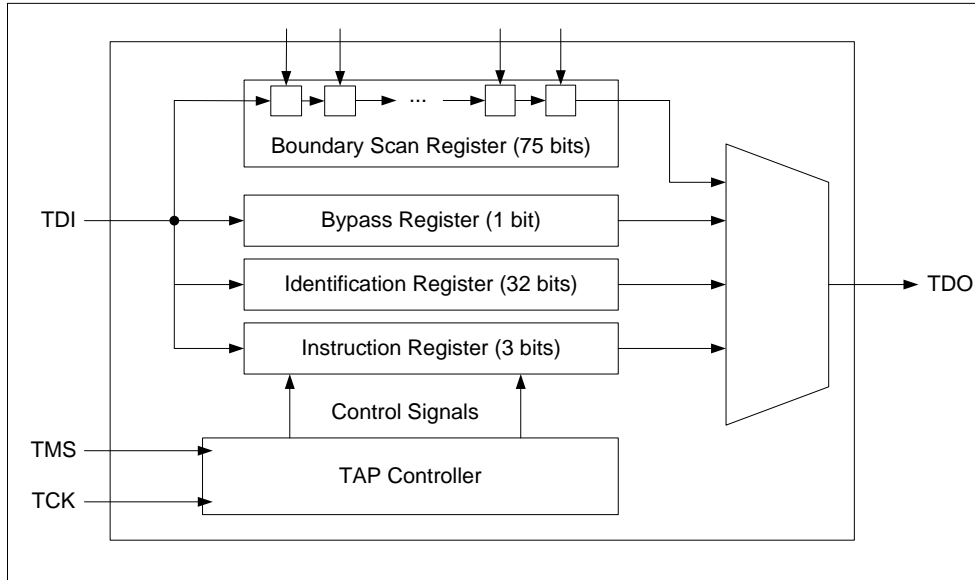 ...
Boundary Scan Register (75 bits)
TDI
Bypass Register (1 bit)
Identification Register (32 bits)
TDO
Instruction Register (3 bits)
Control Signals
TMS
TAP Controller
TCK